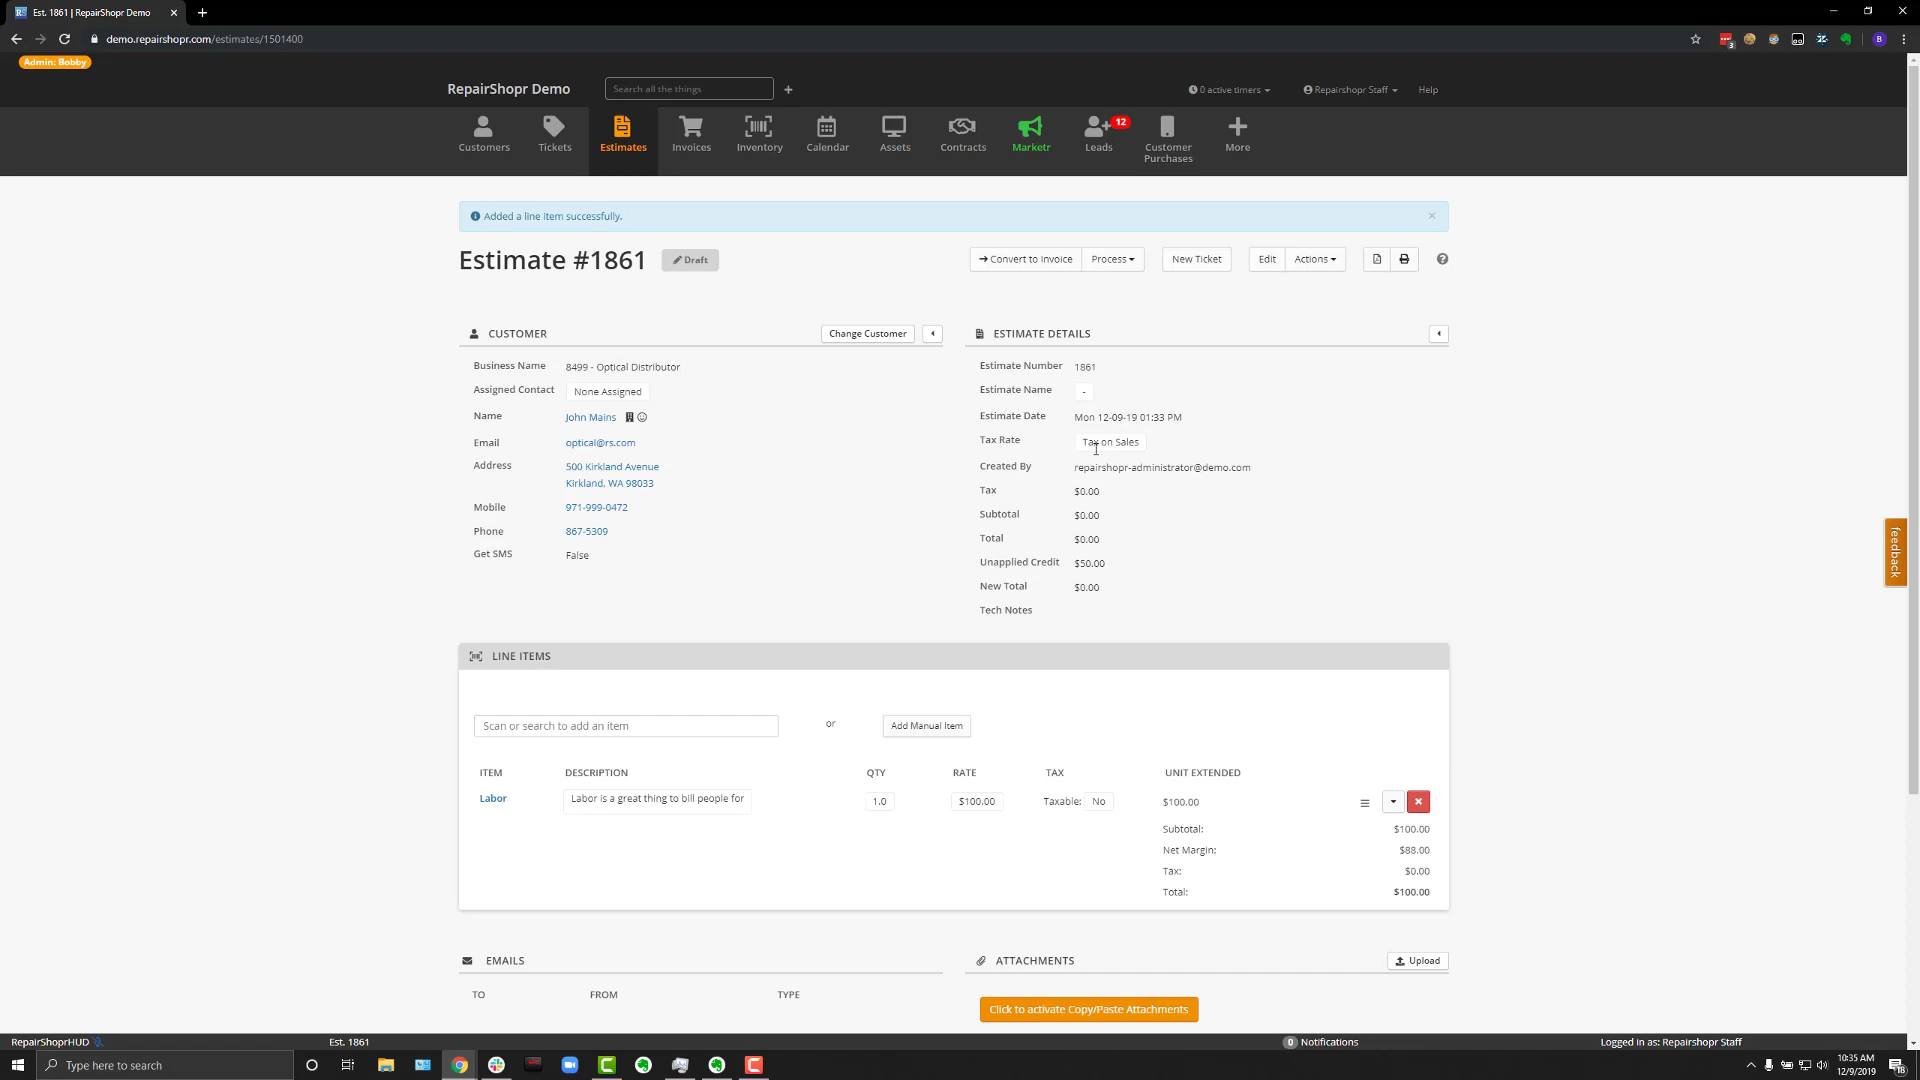 Est. 1861 | RepairShopr Demo
demo.repairshopr.com/estimates/1501400
3
B
Admin: Bobby
RepairShopr Demo
Search all the things
0 active timers
Repairshopr Staff
Help
Customers
Tickets
Estimates
Invoices
Inventory
Calendar
Assets
Contracts
Marketr
Leads
12
Customer
Purchases
More
Added a line item successfully.
Estimate #1861
Draft
Convert to Invoice
Process
New Ticket
Edit
Actions
CUSTOMER
Change Customer
Business Name 8499 - Optical Distributor
Assigned Contact None Assigned
Name John Mains
Email optical@rs.com
Address 500 Kirkland Avenue
Kirkland, WA 98033
Mobile 971-999-0472
Phone 867-5309
Get SMS False
ESTIMATE DETAILS
Estimate Number 1861
Estimate Name -
Estimate Date Mon 12-09-19 01:33 PM
Tax Rate Tax on Sales
Created By repairshopr-administrator@demo.com
Tax $0.00
Subtotal $0.00
Total $0.00
Unapplied Credit $50.00
New Total $0.00
Tech Notes
feedback
LINE ITEMS
Scan or search to add an item
or
Add Manual Item
ITEM DESCRIPTION QTY RATE TAX UNIT EXTENDED
Labor Labor is a great thing to bill people for 1.0 $100.00 Taxable: No $100.00
Subtotal: $100.00
Net Margin: $88.00
Tax: $0.00
Total: $100.00
EMAILS
TO FROM TYPE
ATTACHMENTS
Upload
Click to activate Copy/Paste Attachments
RepairShoprHUD
Est. 1861
0 Notifications
Logged in as: Repairshopr Staff
Type here to search
10:35 AM
12/9/2019
18